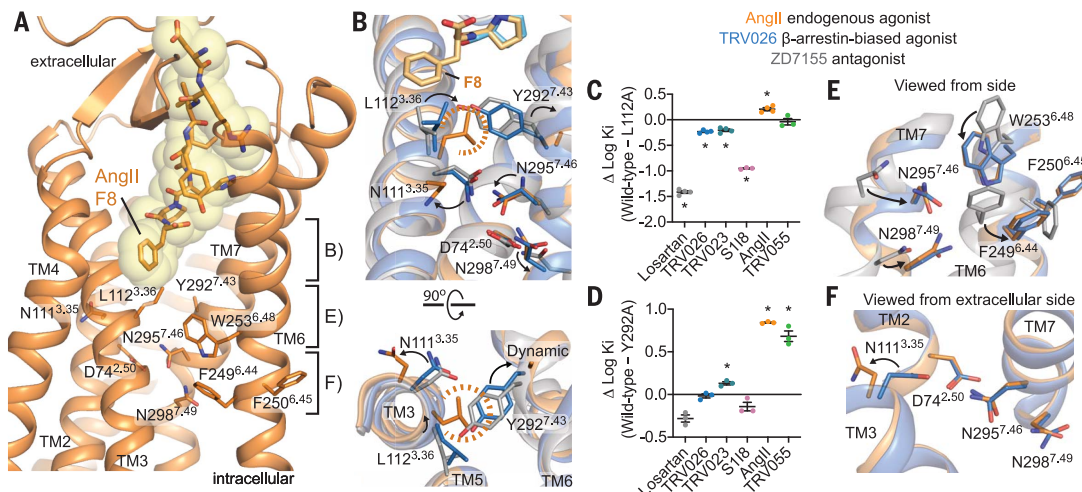 A
extracellular
AngII
F8
TM4
TM7
L112^3.36
Y292^7.43
N111^3.35
N295^7.46
W253^6.48
TM6
D74^2.50
F249^6.44
N298^7.49
F250^6.45
TM2
TM3
intracellular
B)
E)
F)
B
F8
L112^3.36
Y292^7.43
N295^7.46
N111^3.35
D74^2.50
N298^7.49
90º
N111^3.35
Dynamic
TM3
Y292^7.43
L112^3.36
TM5
TM6
AngII endogenous agonist
TRV026 β-arrestin-biased agonist
ZD7155 antagonist
C
Δ Log Ki
(Wild-type – L112A)
0.5
0.0
-0.5
-1.0
-1.5
-2.0
*
*
*
*
*
Losartan
TRV026
TRV023
S1I8
AngII
TRV055
D
Δ Log Ki
(Wild-type – Y292A)
1.0
0.5
0.0
-0.5
*
*
*
Losartan
TRV026
TRV023
S1I8
AngII
TRV055
E
Viewed from side
W253^6.48
TM7
N295^7.46
F250^6.45
N298^7.49
F249^6.44
TM6
F
Viewed from extracellular side
TM2
TM7
N111^3.35
D74^2.50
N295^7.46
TM3
N298^7.49